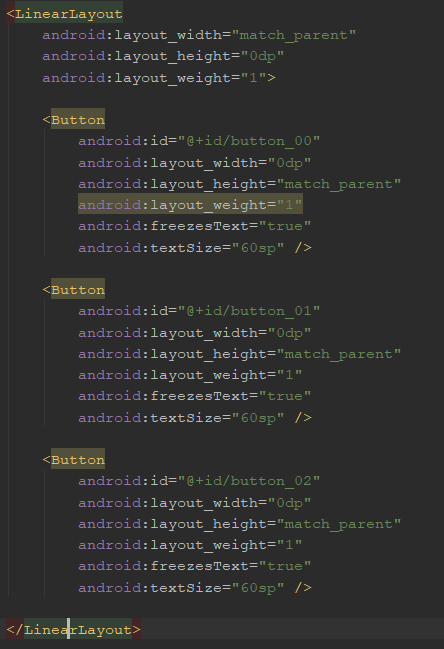 <LinearLayout
    android:layout_width="match_parent"
    android:layout_height="0dp"
    android:layout_weight="1">
    <Button
        android:id="@+id/button_00"
        android:layout_width="0dp"
        android:layout_height="match_parent"
        android:layout_weight="1"
        android:freezesText="true"
        android:textSize="60sp" />
    <Button
        android:id="@+id/button_01"
        android:layout_width="0dp"
        android:layout_height="match_parent"
        android:layout_weight="1"
        android:freezesText="true"
        android:textSize="60sp" />
    <Button
        android:id="@+id/button_02"
        android:layout_width="0dp"
        android:layout_height="match_parent"
        android:layout_weight="1"
        android:freezesText="true"
        android:textSize="60sp" />
</LinearLayout>